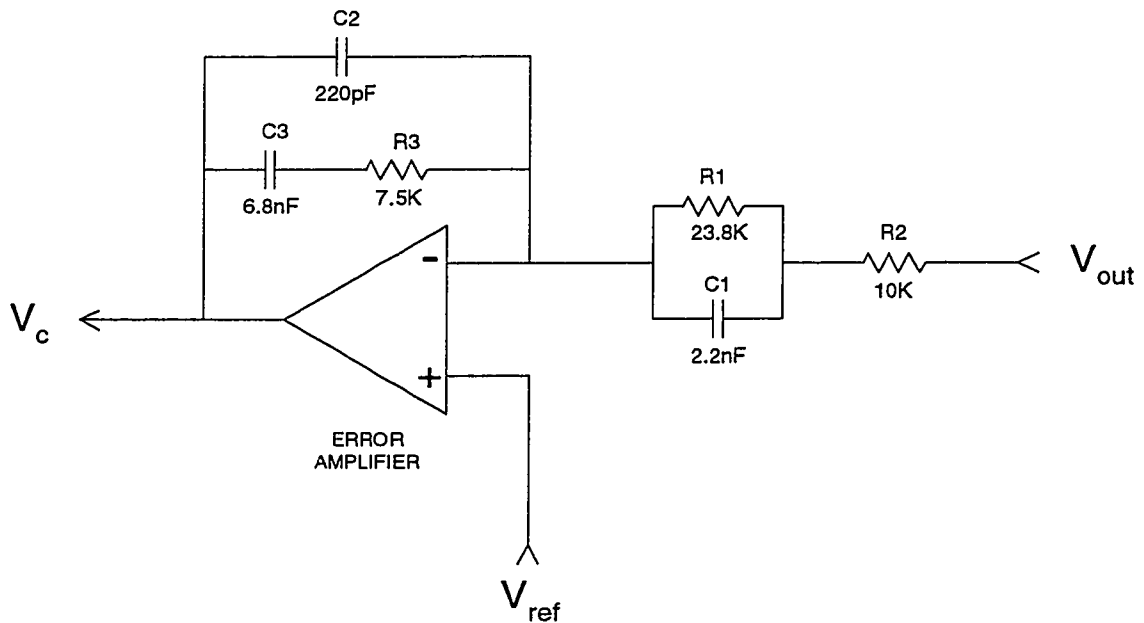 C2
220pF
C3
R3
6.8nF
7.5K
R1
23.8K
R2
10K
C1
2.2nF
Vout
Vc
-
+
ERROR
AMPLIFIER
Vref